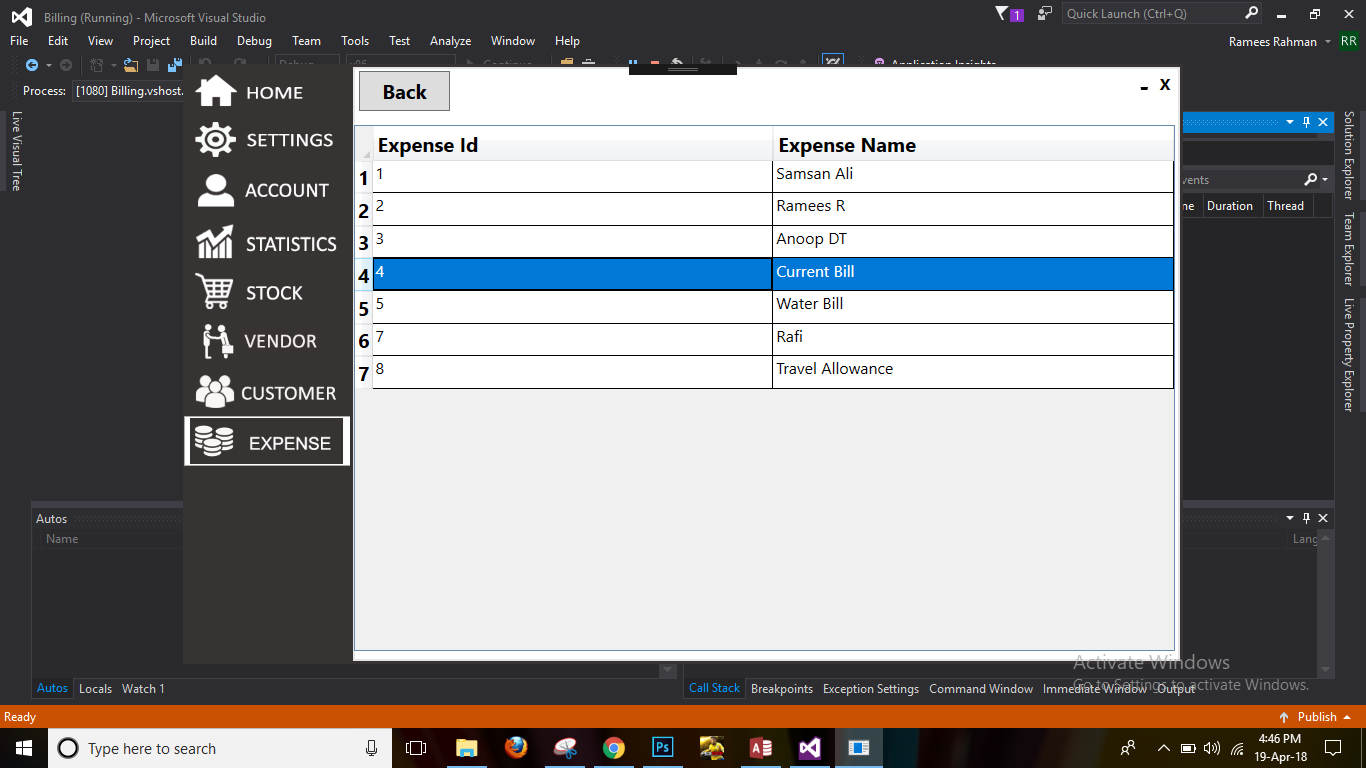 Billing (Running) - Microsoft Visual Studio
1
Quick Launch (Ctrl+Q)
File Edit View Project Build Debug Team Tools Test Analyze Window Help
Ramees Rahman RR
Process: [1080] Billing.vshost.
Live Visual Tree
HOME
SETTINGS
ACCOUNT
STATISTICS
STOCK
VENDOR
CUSTOMER
EXPENSE
Back
- X
Expense Id Expense Name
1 1 Samsan Ali
2 2 Ramees R
3 3 Anoop DT
4 4 Current Bill
5 5 Water Bill
6 7 Rafi
7 8 Travel Allowance
Duration Thread
Solution Explorer
Team Explorer
Live Property Explorer
Autos
Name
Lang
Autos Locals Watch 1
Call Stack Breakpoints Exception Settings Command Window Immediate Window Output
Activate Windows
Go to Settings to activate Windows.
Ready
Publish
Type here to search
Ps
4:46 PM
19-Apr-18